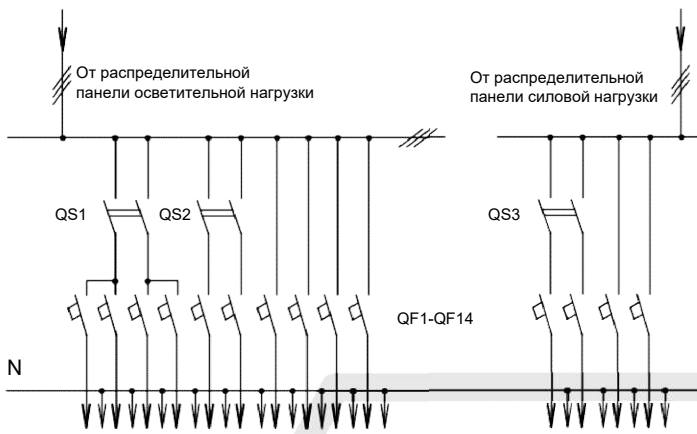 От распределительной
панели осветительной нагрузки
От распределительной
панели силовой нагрузки
QS1
QS2
QS3
QF1-QF14
N